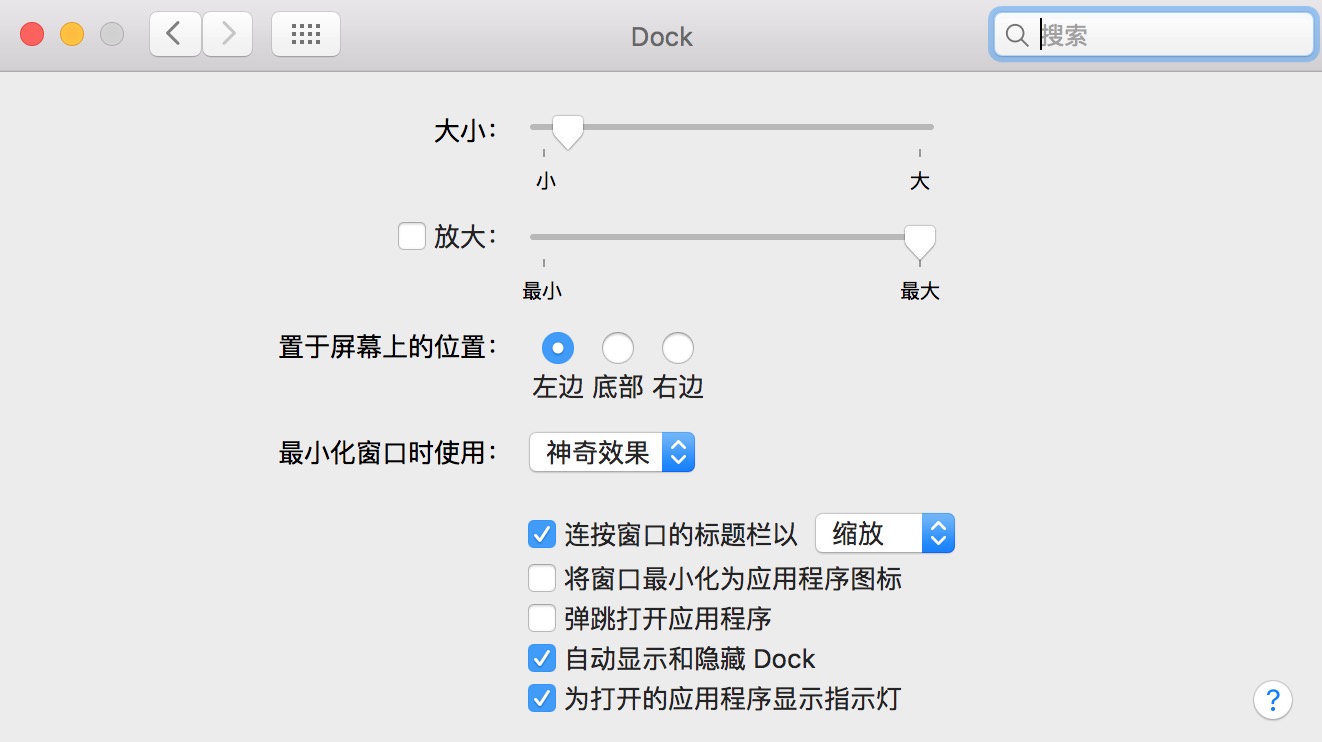 Dock
搜索
大小：
小 大
放大：
最小 最大
置于屏幕上的位置：
左边 底部 右边
最小化窗口时使用：
神奇效果
连按窗口的标题栏以 缩放
将窗口最小化为应用程序图标
弹跳打开应用程序
自动显示和隐藏 Dock
为打开的应用程序显示指示灯
?